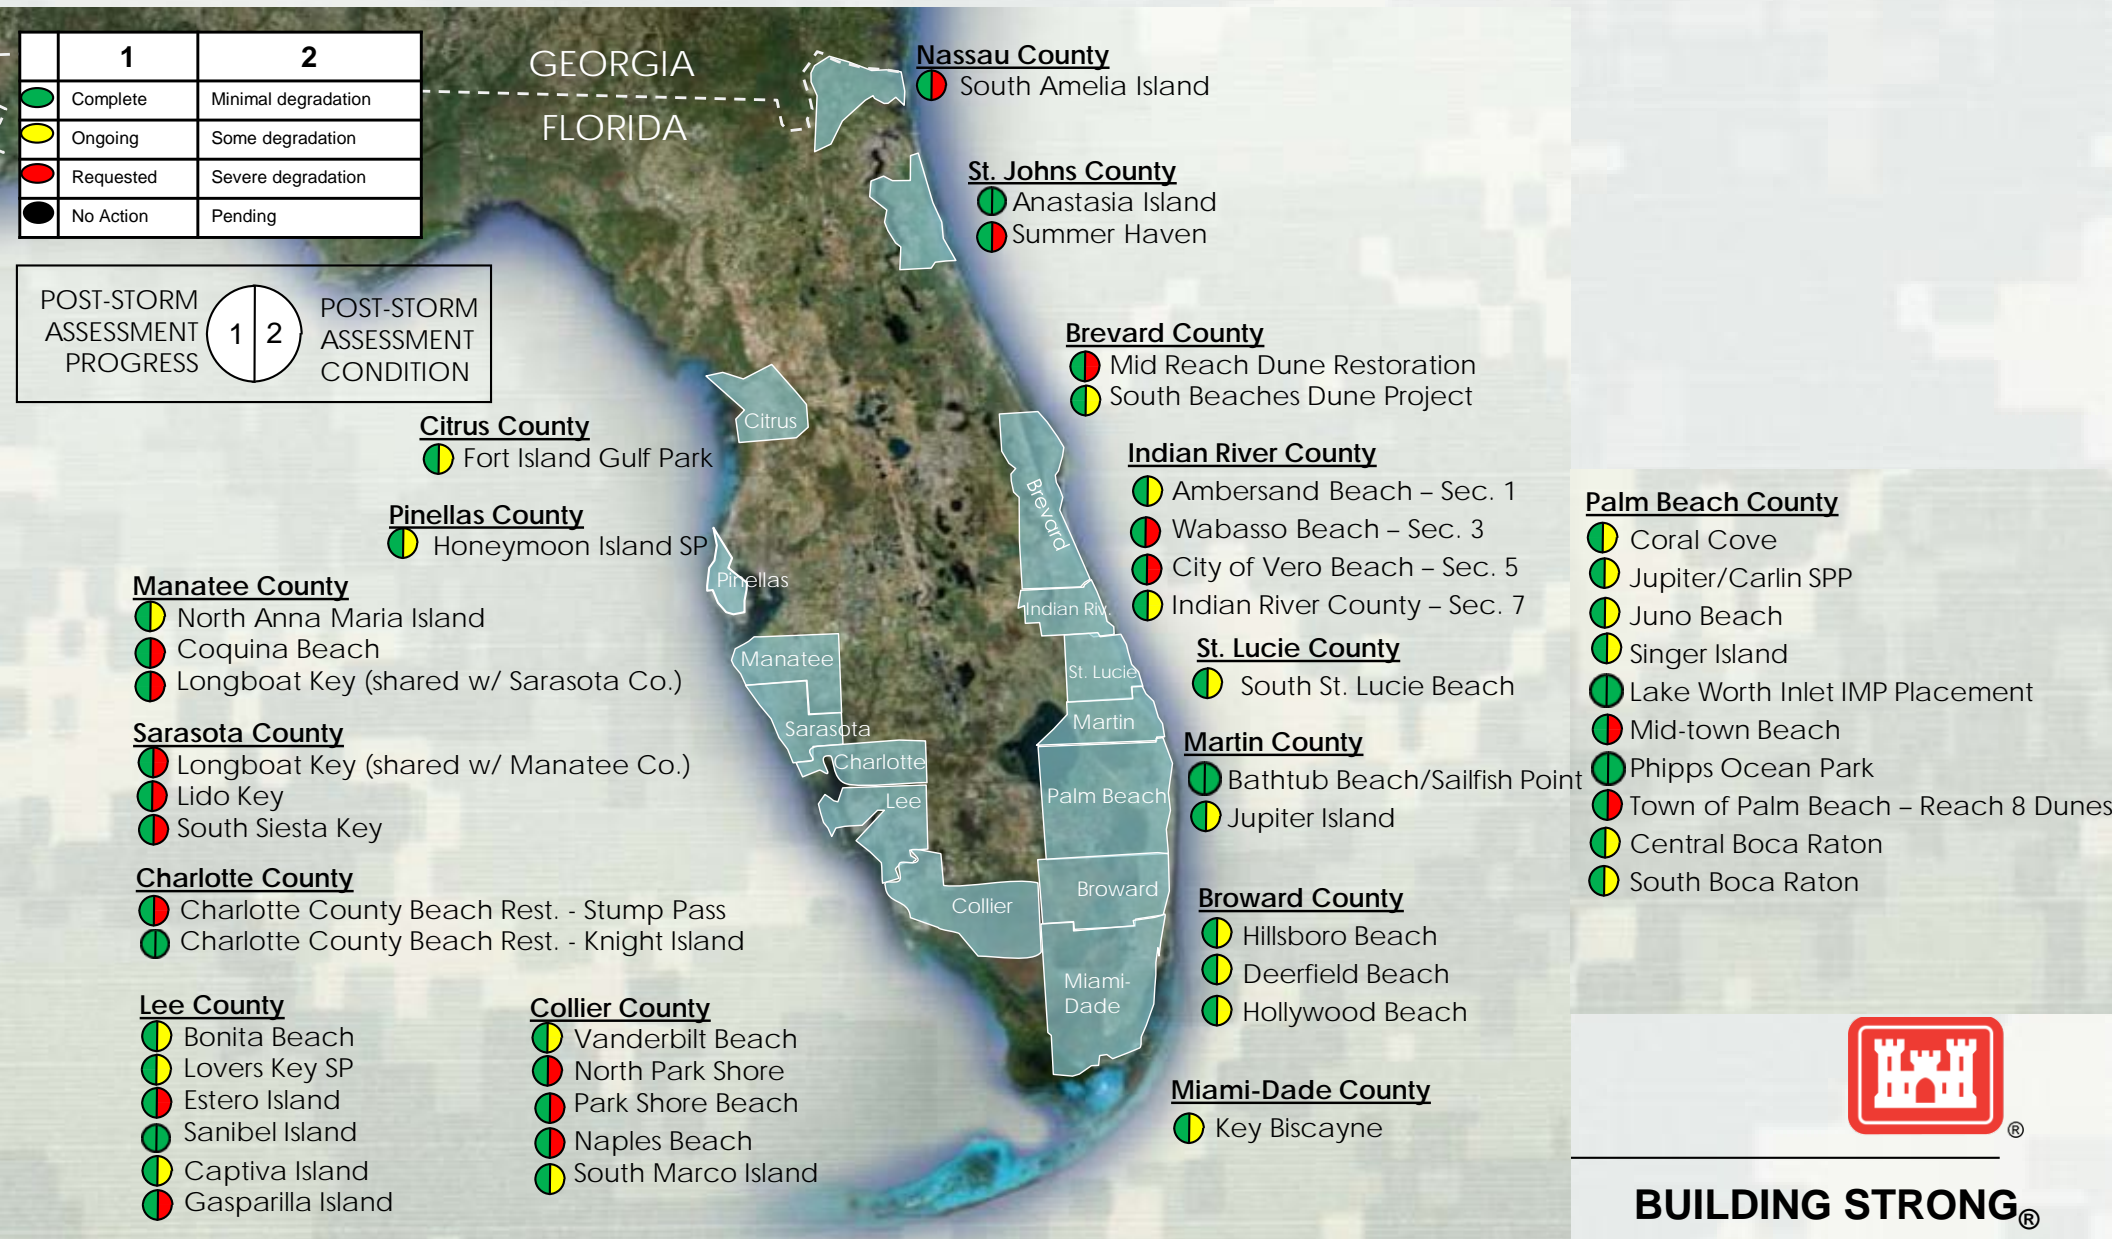 1 2
Complete Minimal degradation
Ongoing Some degradation
Requested Severe degradation
No Action Pending
POST-STORM
ASSESSMENT
PROGRESS
1 2
POST-STORM
ASSESSMENT
CONDITION
GEORGIA
FLORIDA
Nassau County
South Amelia Island
St. Johns County
Anastasia Island
Summer Haven
Brevard County
Mid Reach Dune Restoration
South Beaches Dune Project
Citrus County
Fort Island Gulf Park
Pinellas County
Honeymoon Island SP
Manatee County
North Anna Maria Island
Coquina Beach
Longboat Key (shared w/ Sarasota Co.)
Sarasota County
Longboat Key (shared w/ Manatee Co.)
Lido Key
South Siesta Key
Charlotte County
Charlotte County Beach Rest. - Stump Pass
Charlotte County Beach Rest. - Knight Island
Lee County
Bonita Beach
Lovers Key SP
Estero Island
Sanibel Island
Captiva Island
Gasparilla Island
Collier County
Vanderbilt Beach
North Park Shore
Park Shore Beach
Naples Beach
South Marco Island
Citrus
Pinellas
Manatee
Sarasota
Charlotte
Lee
Collier
Brevard
Indian Riv.
St. Lucie
Martin
Palm Beach
Broward
Miami-
Dade
Indian River County
Ambersand Beach – Sec. 1
Wabasso Beach – Sec. 3
City of Vero Beach – Sec. 5
Indian River County – Sec. 7
St. Lucie County
South St. Lucie Beach
Martin County
Bathtub Beach/Sailfish Point
Jupiter Island
Broward County
Hillsboro Beach
Deerfield Beach
Hollywood Beach
Miami-Dade County
Key Biscayne
Palm Beach County
Coral Cove
Jupiter/Carlin SPP
Juno Beach
Singer Island
Lake Worth Inlet IMP Placement
Mid-town Beach
Phipps Ocean Park
Town of Palm Beach – Reach 8 Dunes
Central Boca Raton
South Boca Raton
®
BUILDING STRONG®